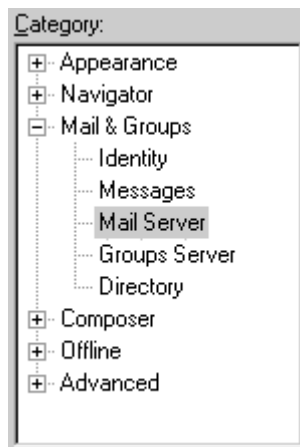 Category:
Appearance
Navigator
Mail & Groups
Identity
Messages
Mail Server
Groups Server
Directory
Composer
Offline
Advanced